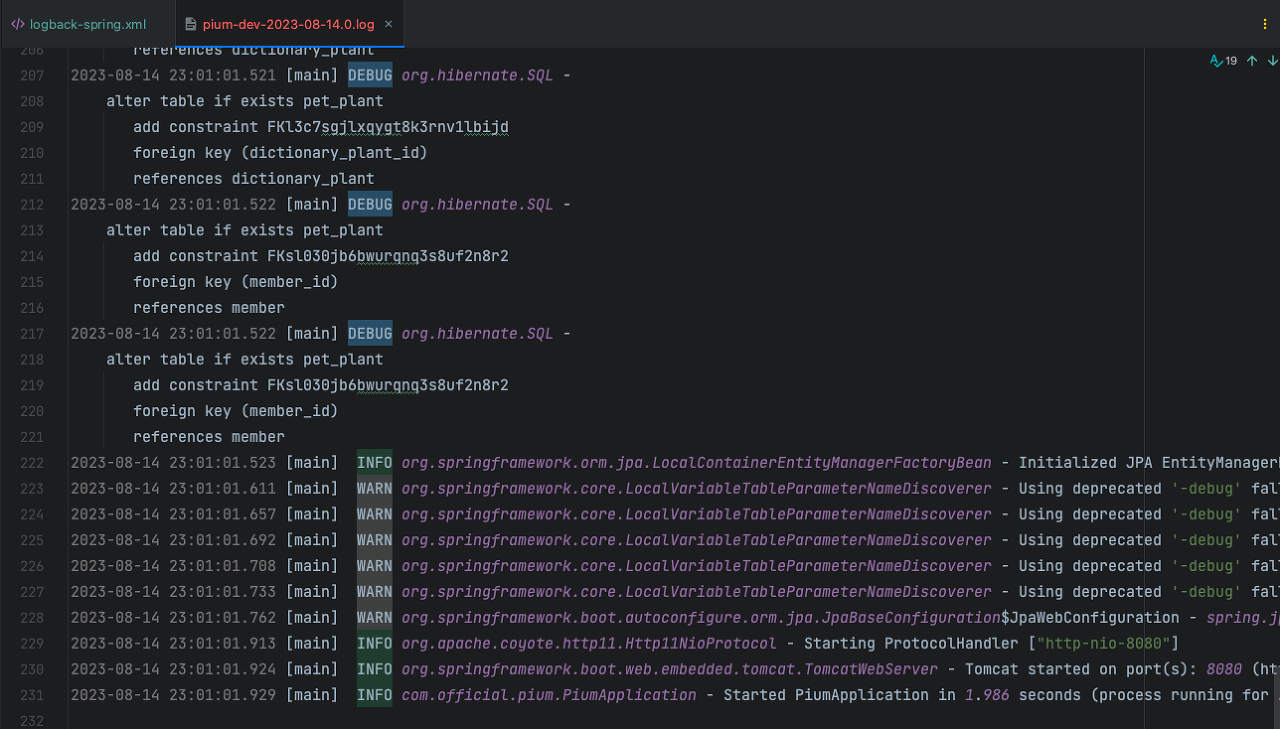 logback-spring.xml
pium-dev-2023-08-14.0.log
19
206 references dictionary_plant
207 2023-08-14 23:01:01.521 [main] DEBUG org.hibernate.SQL -
208 alter table if exists pet_plant
209 add constraint FKl3c7sgjlxqygt8k3rnv1lbijd
210 foreign key (dictionary_plant_id)
211 references dictionary_plant
212 2023-08-14 23:01:01.522 [main] DEBUG org.hibernate.SQL -
213 alter table if exists pet_plant
214 add constraint FKsl030jb6bwurqnq3s8uf2n8r2
215 foreign key (member_id)
216 references member
217 2023-08-14 23:01:01.522 [main] DEBUG org.hibernate.SQL -
218 alter table if exists pet_plant
219 add constraint FKsl030jb6bwurqnq3s8uf2n8r2
220 foreign key (member_id)
221 references member
222 2023-08-14 23:01:01.523 [main] INFO org.springframework.orm.jpa.LocalContainerEntityManagerFactoryBean - Initialized JPA EntityManager
223 2023-08-14 23:01:01.611 [main] WARN org.springframework.core.LocalVariableTableParameterNameDiscoverer - Using deprecated '-debug' fal
224 2023-08-14 23:01:01.657 [main] WARN org.springframework.core.LocalVariableTableParameterNameDiscoverer - Using deprecated '-debug' fal
225 2023-08-14 23:01:01.692 [main] WARN org.springframework.core.LocalVariableTableParameterNameDiscoverer - Using deprecated '-debug' fal
226 2023-08-14 23:01:01.708 [main] WARN org.springframework.core.LocalVariableTableParameterNameDiscoverer - Using deprecated '-debug' fal
227 2023-08-14 23:01:01.733 [main] WARN org.springframework.core.LocalVariableTableParameterNameDiscoverer - Using deprecated '-debug' fal
228 2023-08-14 23:01:01.762 [main] WARN org.springframework.boot.autoconfigure.orm.jpa.JpaBaseConfiguration$JpaWebConfiguration - spring.jp
229 2023-08-14 23:01:01.913 [main] INFO org.apache.coyote.http11.Http11NioProtocol - Starting ProtocolHandler ["http-nio-8080"]
230 2023-08-14 23:01:01.924 [main] INFO org.springframework.boot.web.embedded.tomcat.TomcatWebServer - Tomcat started on port(s): 8080 (ht
231 2023-08-14 23:01:01.929 [main] INFO com.official.pium.PiumApplication - Started PiumApplication in 1.986 seconds (process running for
232